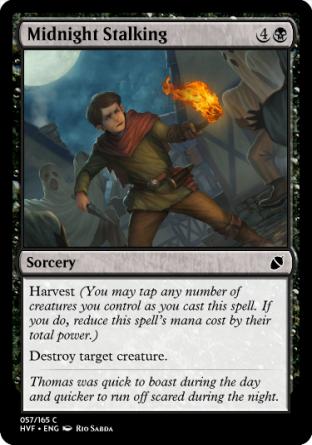 Midnight Stalking 4
Sorcery
Harvest (You may tap any number of
creatures you control as you cast this spell. If
you do, reduce this spell's mana cost by their
total power.)
Destroy target creature.
Thomas was quick to boast during the day
and quicker to run off scared during the night.
057/165 C
HVF • ENG Rio Sabda